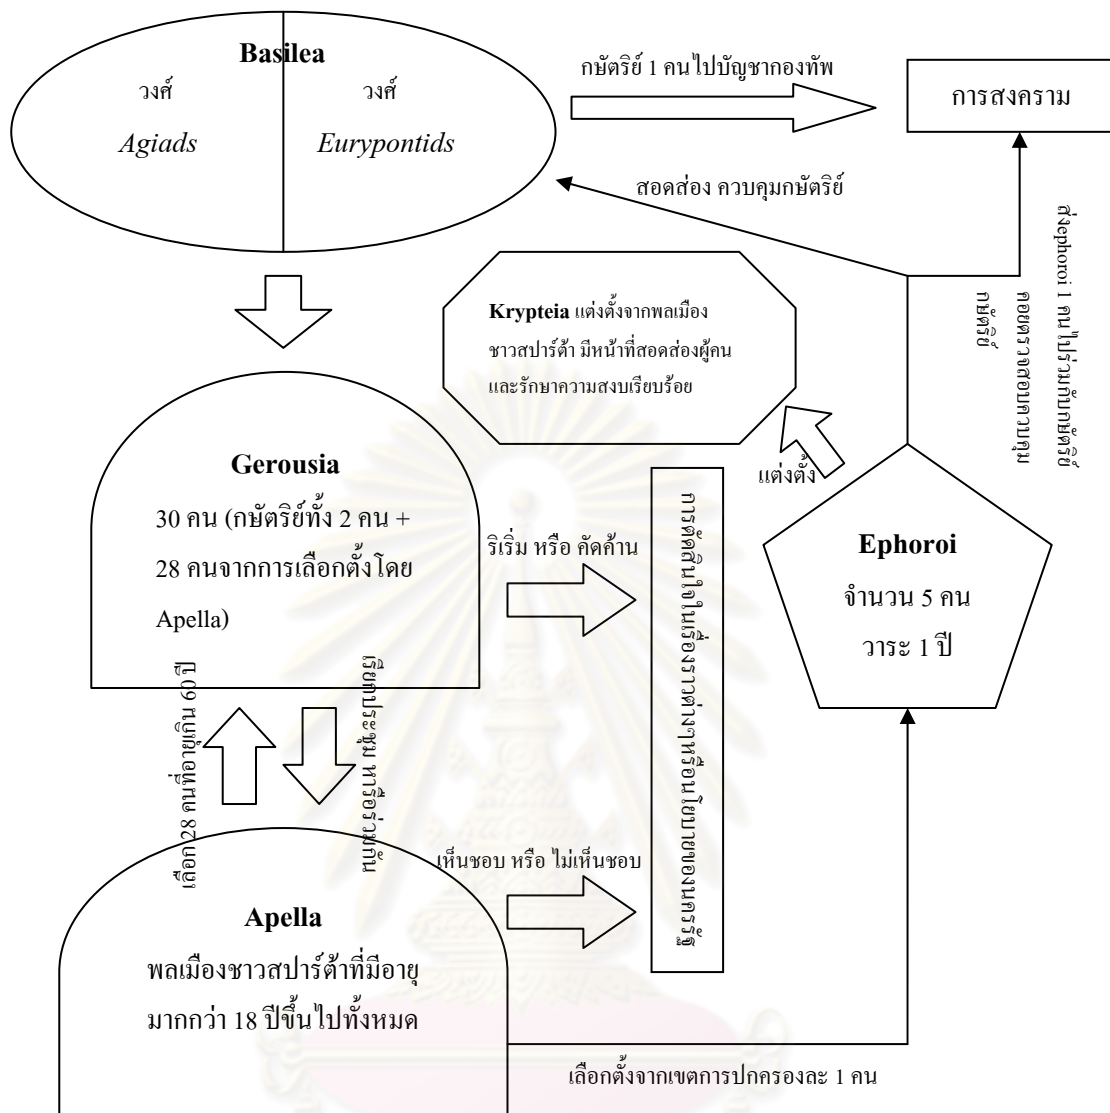 Basilea
วงศ์
Agiads
วงศ์
Eurypontids
กษัตริย์ 1 คนไปบัญชากองทัพ
การสงคราม
สอดส่อง ควบคุมกษัตริย์
ส่งephoroi 1 คนไปร่วมกับกษัตริย์
คอยตรวจสอบควบคุม
กษัตริย์
Krypteia แต่งตั้งจากพลเมือง
ชาวสปาร์ต้า มีหน้าที่สอดส่องผู้คน
และรักษาความสงบเรียบร้อย
แต่งตั้ง
Gerousia
30 คน (กษัตริย์ทั้ง 2 คน +
28 คนจากการเลือกตั้งโดย
Apella)
ริเริ่ม หรือ คัดค้าน
การตัดสินใจในเรื่องราวต่างๆหรือนโยบายของนครรัฐ
Ephoroi
จำนวน 5 คน
วาระ 1 ปี
เลือก 28 คนที่อายุเกิน 60 ปี
เรียกประชุม หารือร่วมกัน
เห็นชอบ หรือ ไม่เห็นชอบ
Apella
พลเมืองชาวสปาร์ต้าที่มีอายุ
มากกว่า 18 ปีขึ้นไปทั้งหมด
เลือกตั้งจากเขตการปกครองละ 1 คน